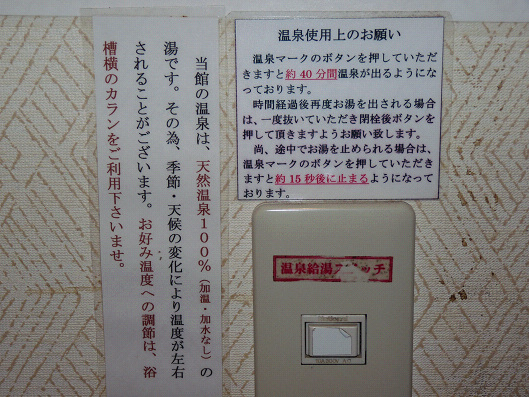 当館の温泉は、天然温泉１００％（加温・加水なし）の
湯です。その為、季節・天候の変化により温度が左右
されることがございます。お好み温度への調節は、浴
槽横のカランをご利用下さいませ。
温泉使用上のお願い
温泉マークのボタンを押していただ
きますと約40分間温泉が出るようにな
っております。
時間経過後再度お湯を出される場合
は、一度抜いていただき閉栓後ボタンを
押して頂きますようお願い致します。
尚、途中でお湯を止められる場合は、
温泉マークのボタンを押していただきま
すと約15秒後に止まるようになって
おります。
温泉給湯スイッチ